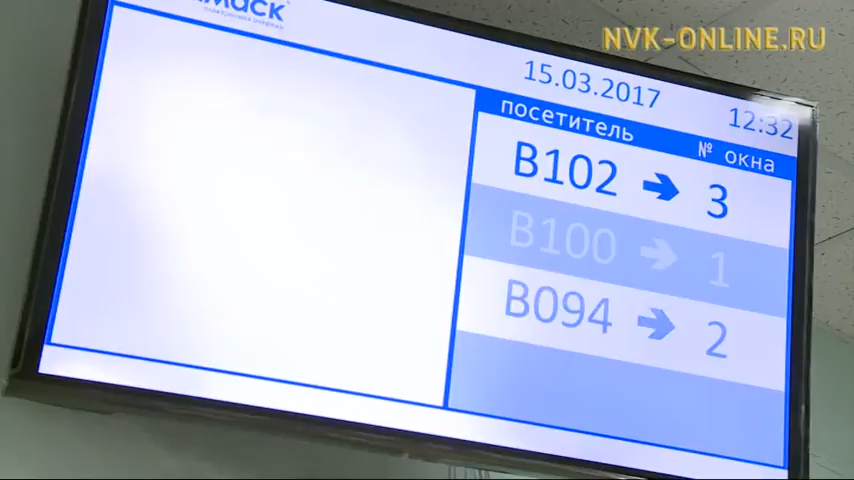 NVK-ONLINE.RU
15.03.2017
12:32
посетитель № окна
B102 → 3
B100 → 1
B094 → 2